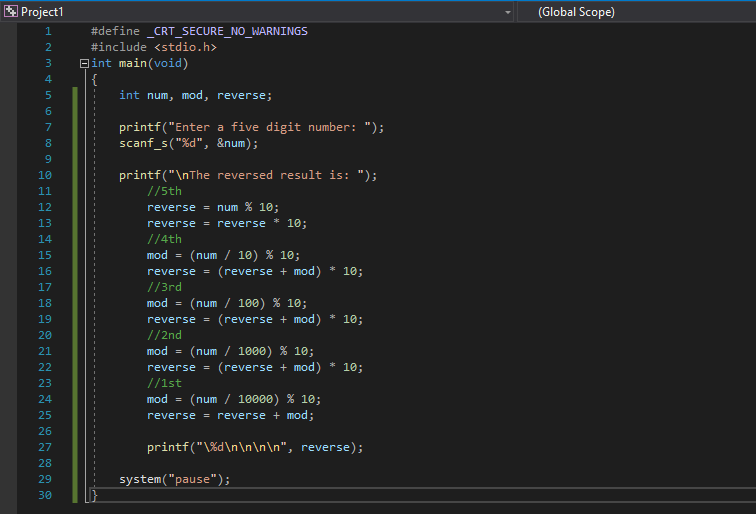 Project1 (Global Scope)
1 #define _CRT_SECURE_NO_WARNINGS
2 #include <stdio.h>
3 int main(void)
4 {
5 int num, mod, reverse;
6
7 printf("Enter a five digit number: ");
8 scanf_s("%d", &num);
9
10 printf("\nThe reversed result is: ");
11 //5th
12 reverse = num % 10;
13 reverse = reverse * 10;
14 //4th
15 mod = (num / 10) % 10;
16 reverse = (reverse + mod) * 10;
17 //3rd
18 mod = (num / 100) % 10;
19 reverse = (reverse + mod) * 10;
20 //2nd
21 mod = (num / 1000) % 10;
22 reverse = (reverse + mod) * 10;
23 //1st
24 mod = (num / 10000) % 10;
25 reverse = reverse + mod;
26
27 printf("\%d\n\n\n\n", reverse);
28
29 system("pause");
30 }